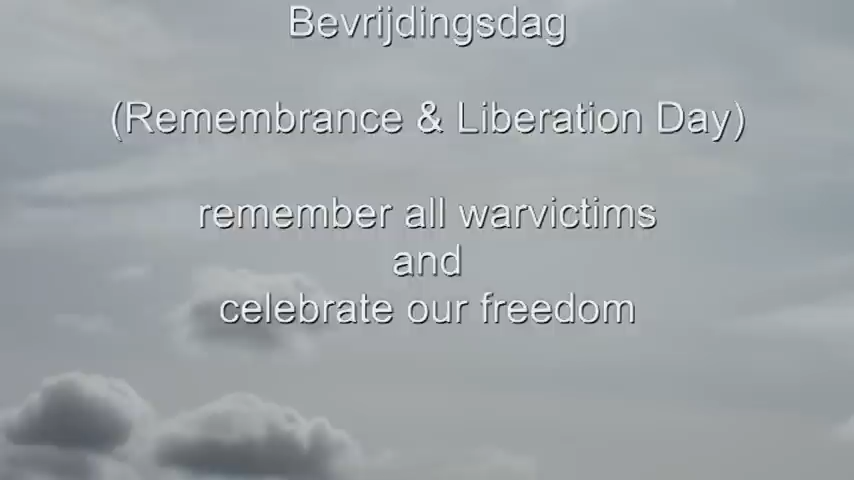 Bevrijdingsdag
(Remembrance & Liberation Day)
remember all warvictims
and
celebrate our freedom